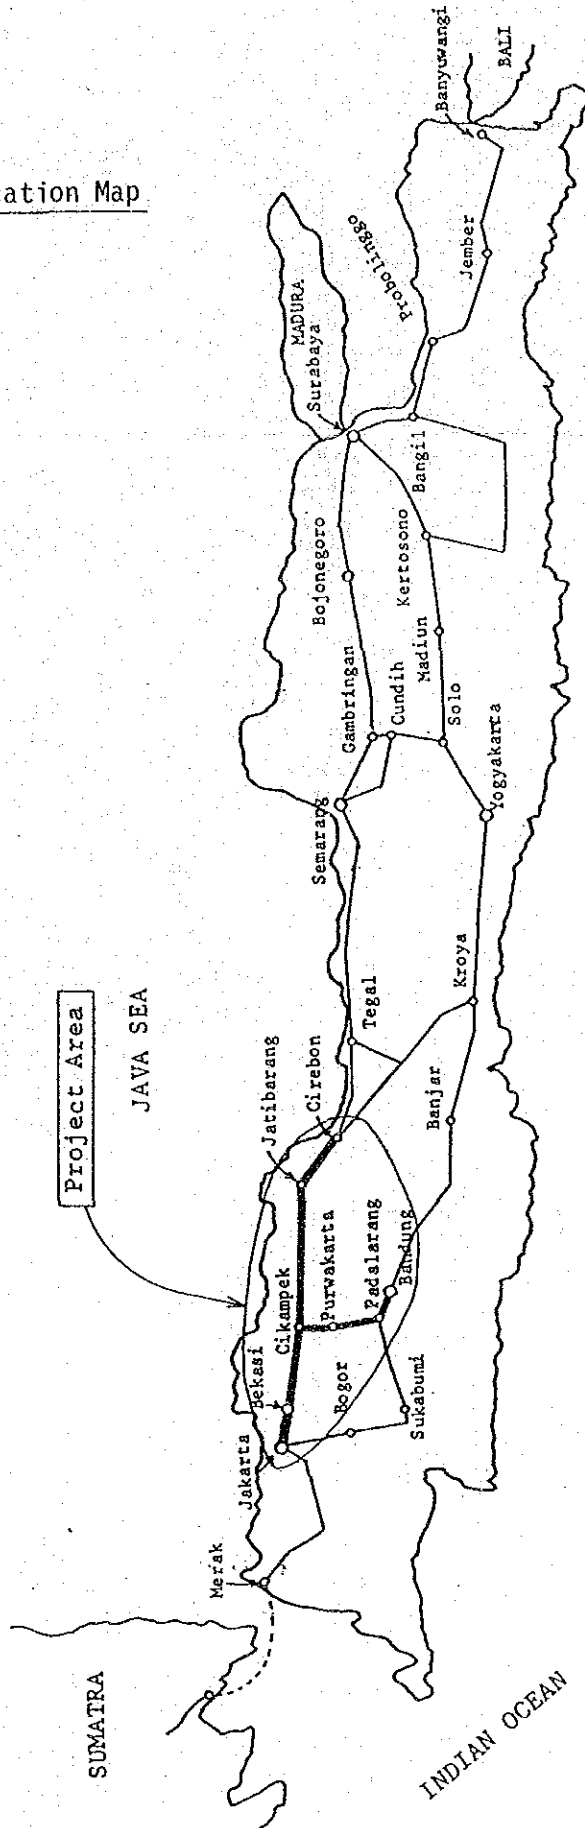 ation Map
Project Area
JAVA SEA
SUMATRA
MADURA
BALI
INDIAN OCEAN
Merak
Jakarta
Bekasi
Cikampek
Purwakarta
Padalarang
Bandung
Bogor
Sukabumi
Jatibarang
Cirebon
Tegal
Banjar
Kroya
Semarang
Yogyakarta
Gambringan
Cundih
Solo
Madiun
Kertosono
Bojonegoro
Surabaya
Bangil
Probolinggo
Jember
Banyuwangi